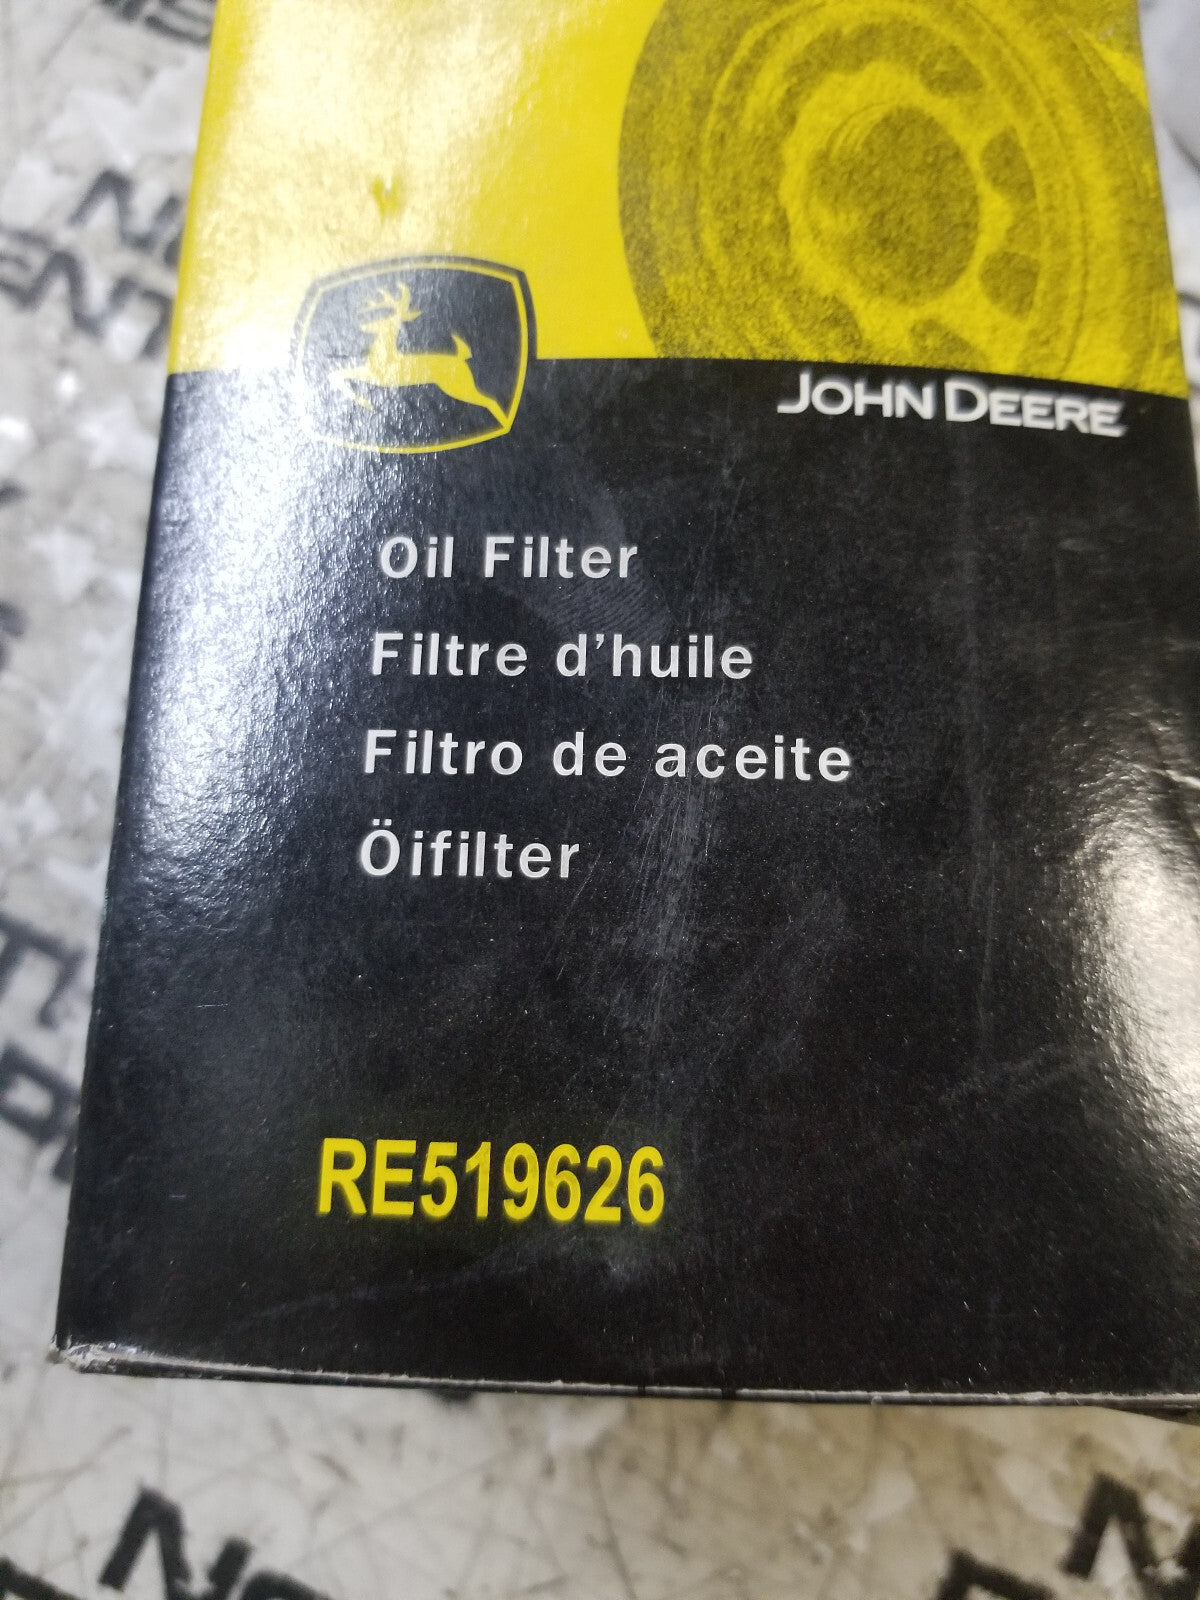 JOHN DEERE
Oil Filter
Filtre d'huile
Filtro de aceite
Öifilter
RE519626